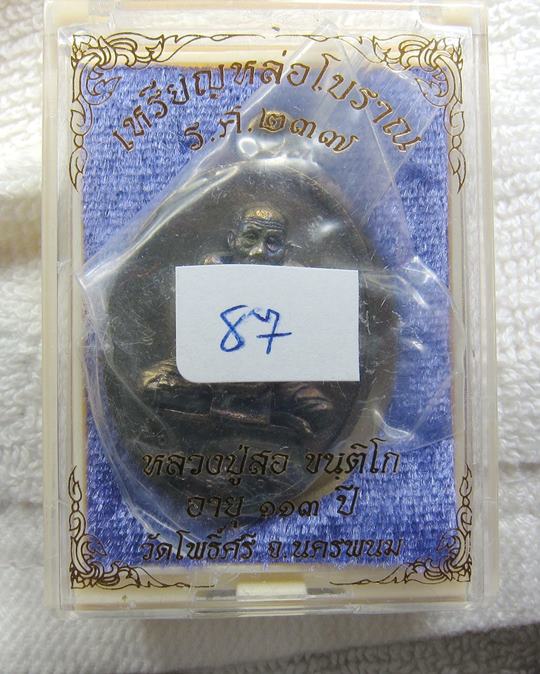 เหรียญหล่อโบราณ
ร.ศ.๒๓๗
87
หลวงปู่สอ ขนฺติโก
อายุ ๑๑๓ ปี
วัดโพธิ์ศรี จ.นครพนม